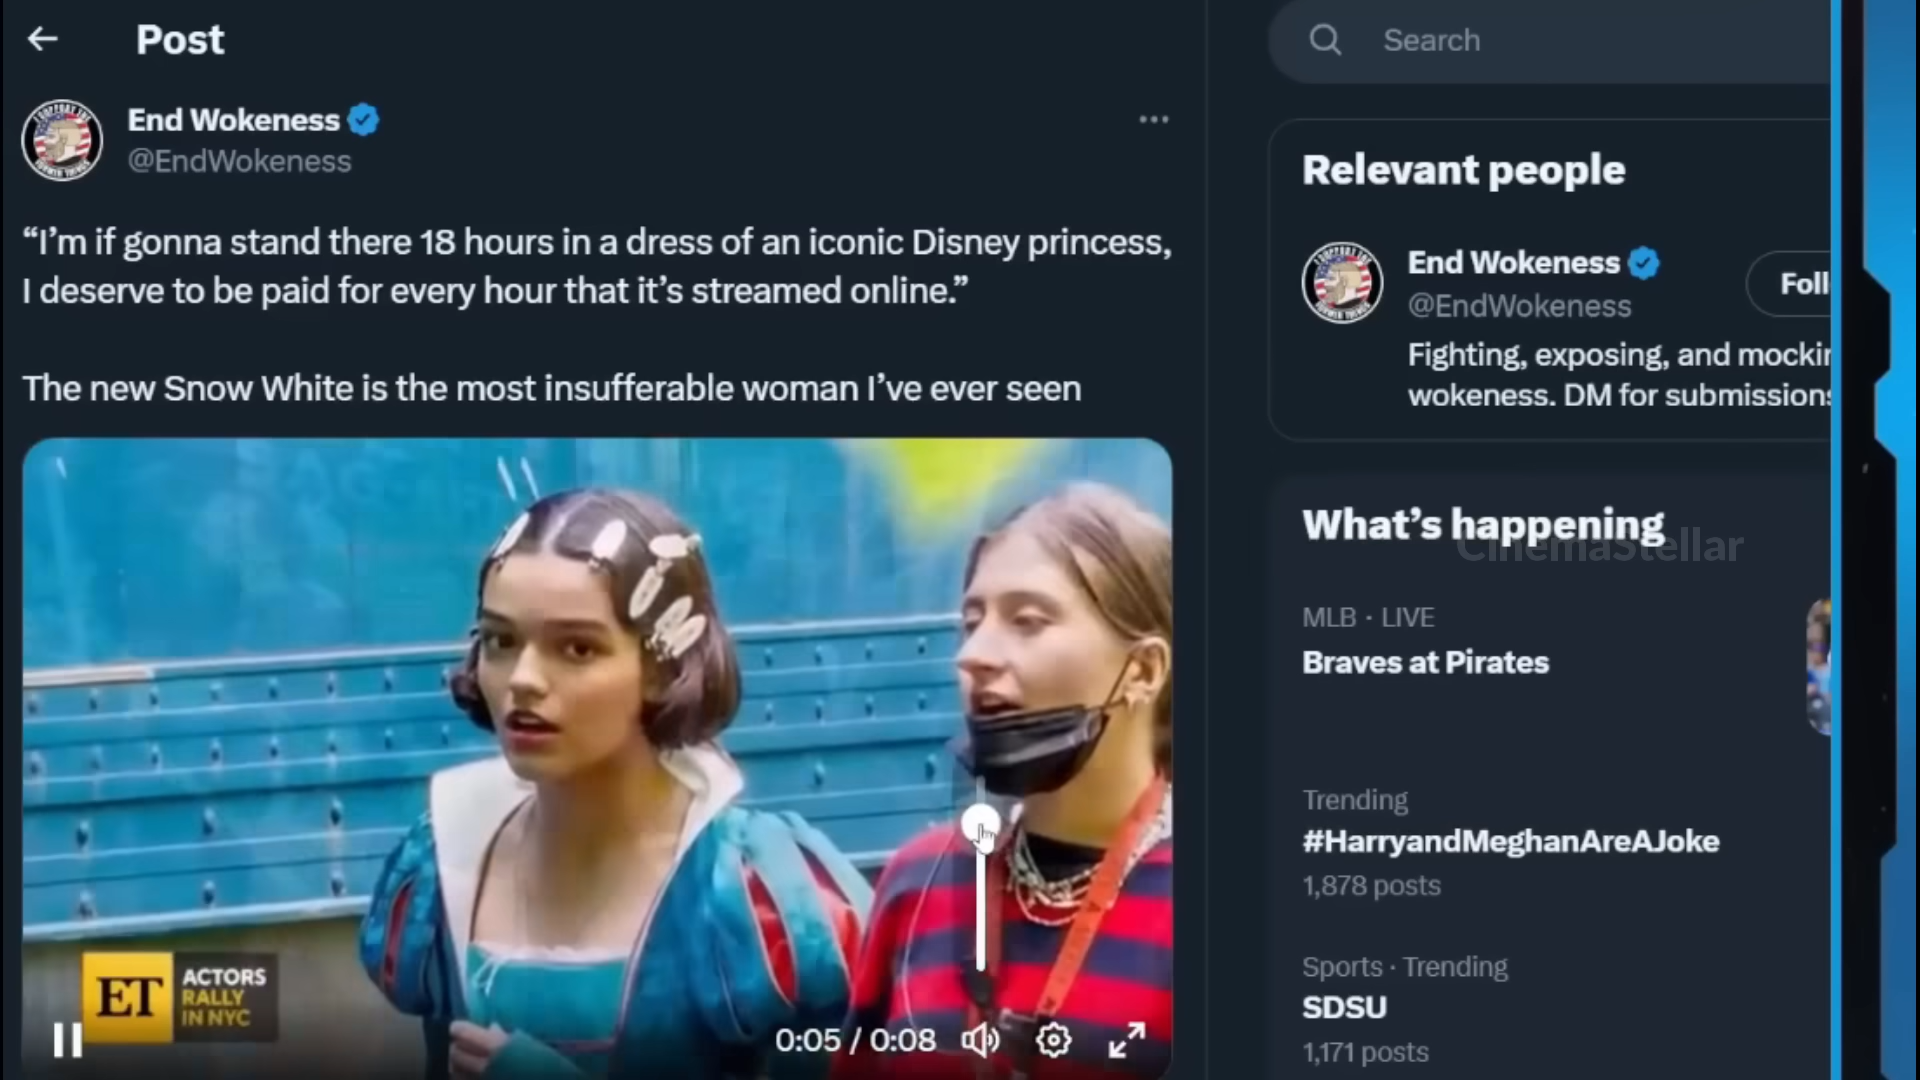 Post
Search
End Wokeness
@EndWokeness
“I’m if gonna stand there 18 hours in a dress of an iconic Disney princess,
I deserve to be paid for every hour that it’s streamed online.”
The new Snow White is the most insufferable woman I’ve ever seen
ET
ACTORS
RALLY
IN NYC
0:05 / 0:08
Relevant people
End Wokeness
@EndWokeness
Foll
Fighting, exposing, and mockin
wokeness. DM for submissions
What’s happening
CinemaStellar
MLB · LIVE
Braves at Pirates
Trending
#HarryandMeghanAreAJoke
1,878 posts
Sports · Trending
SDSU
1,171 posts